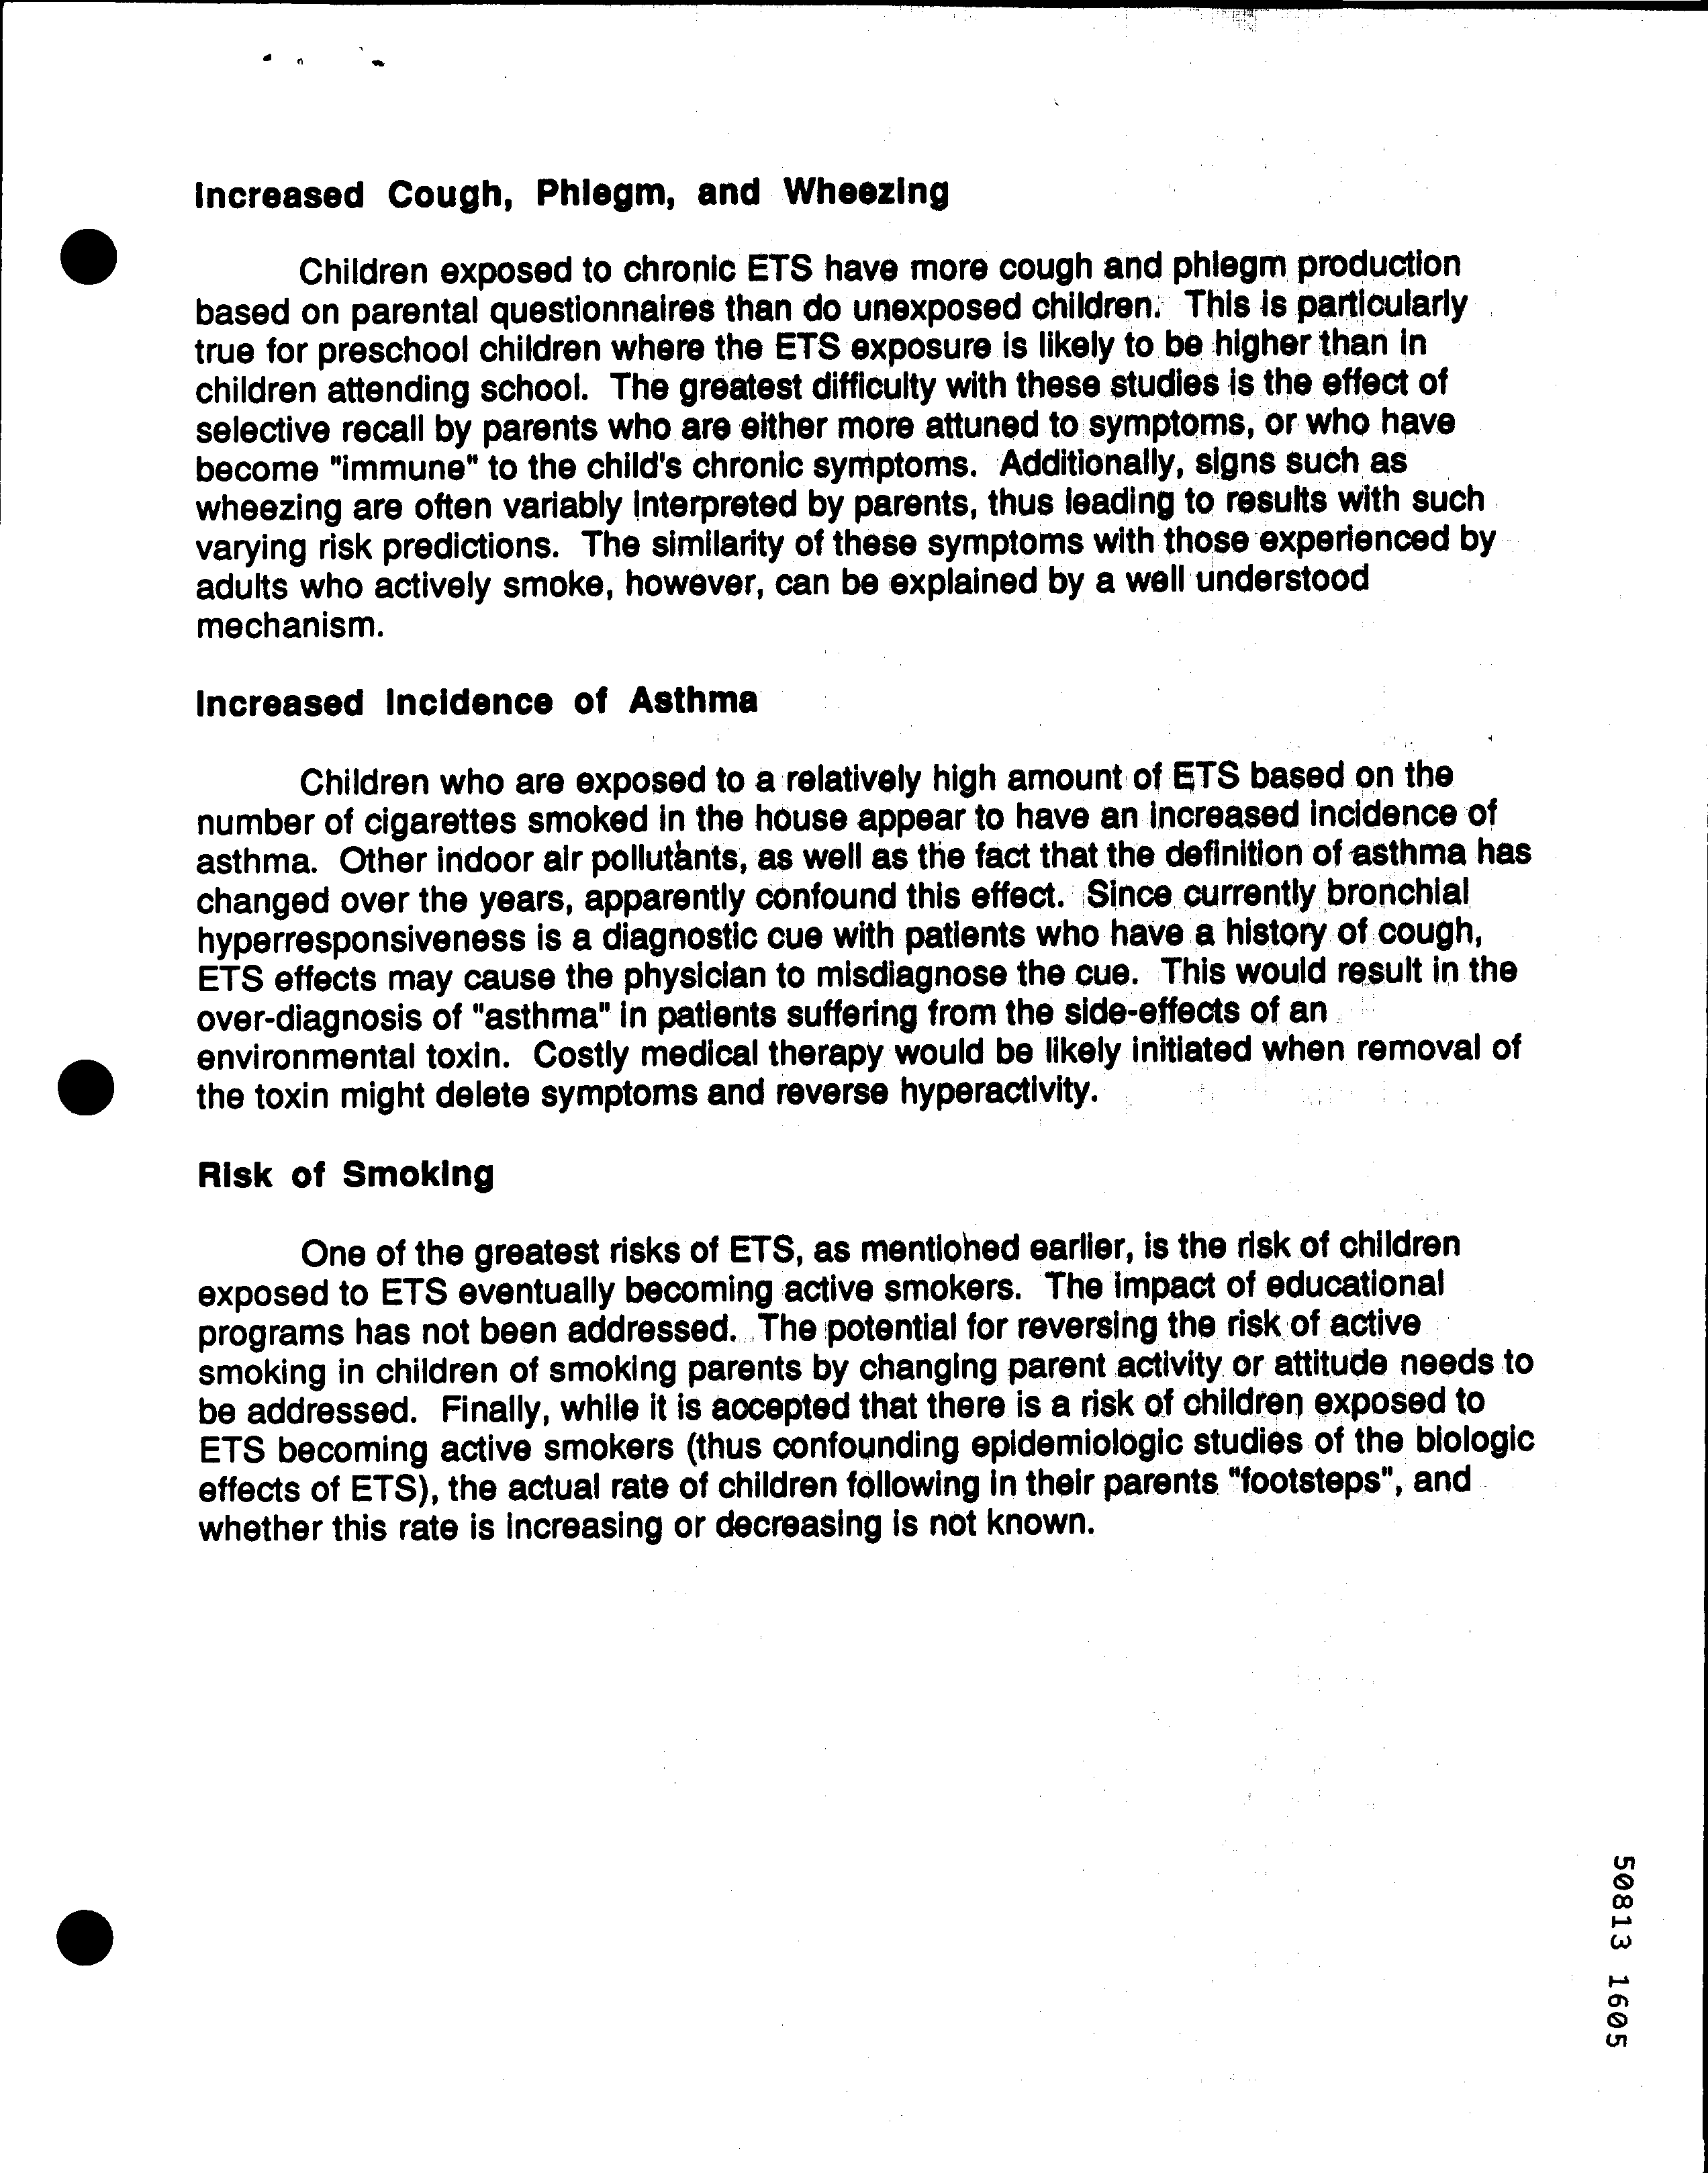 Increased Cough, Phlegm, and Wheezing
Children exposed to chronic ETS have more cough and phlegm production
based on parental questionnaires than do unexposed children. This is particularly
true for preschool children where the ETS exposure is likely to be higher than in
children attending school. The greatest difficulty with these studies is the effect of
selective recall by parents who are either more attuned to symptoms, or who have
become "immune" to the child's chronic symptoms. Additionally, signs such as
wheezing are often variably interpreted by parents, thus leading to results with such
varying risk predictions. The similarity of these symptoms with those experienced by
adults who actively smoke, however, can be explained by a well understood
mechanism.
Increased Incidence of Asthma
Children who are exposed to a relatively high amount of ETS based on the
number of cigarettes smoked in the house appear to have an increased incidence of
asthma. Other indoor air pollutants, as well as the fact that the definition of asthma has
changed over the years, apparently confound this effect. Since currently bronchial
hyperresponsiveness is a diagnostic cue with patients who have a history of cough,
ETS effects may cause the physician to misdiagnose the cue. This would result in the
over-diagnosis of "asthma" in patients suffering from the side-effects of an
environmental toxin. Costly medical therapy would be likely initiated when removal of
the toxin might delete symptoms and reverse hyperactivity.
Risk of Smoking
One of the greatest risks of ETS, as mentioned earlier, is the risk of children
exposed to ETS eventually becoming active smokers. The impact of educational
programs has not been addressed. The potential for reversing the risk of active
smoking in children of smoking parents by changing parent activity or attitude needs to
be addressed. Finally, while it is accepted that there is a risk of children exposed to
ETS becoming active smokers (thus confounding epidemiologic studies of the biologic
effects of ETS), the actual rate of children following in their parents "footsteps", and
whether this rate is increasing or decreasing is not known.
50813 1605